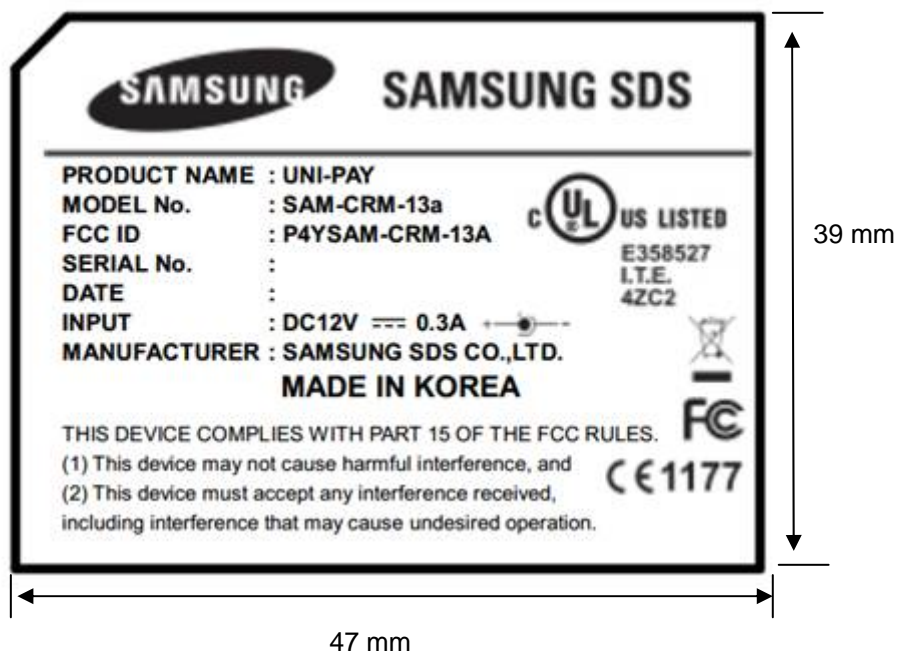 SAMSUNG SAMSUNG SDS
PRODUCT NAME : UNI-PAY
MODEL No. : SAM-CRM-13a
FCC ID : P4YSAM-CRM-13A
SERIAL No. :
DATE :
INPUT : DC12V 0.3A
MANUFACTURER : SAMSUNG SDS CO.,LTD.
MADE IN KOREA
C UL US LISTED
E358527
I.T.E.
4ZC2
THIS DEVICE COMPLIES WITH PART 15 OF THE FCC RULES.
(1) This device may not cause harmful interference, and
(2) This device must accept any interference received,
including interference that may cause undesired operation.
FC
CE1177
39 mm
47 mm